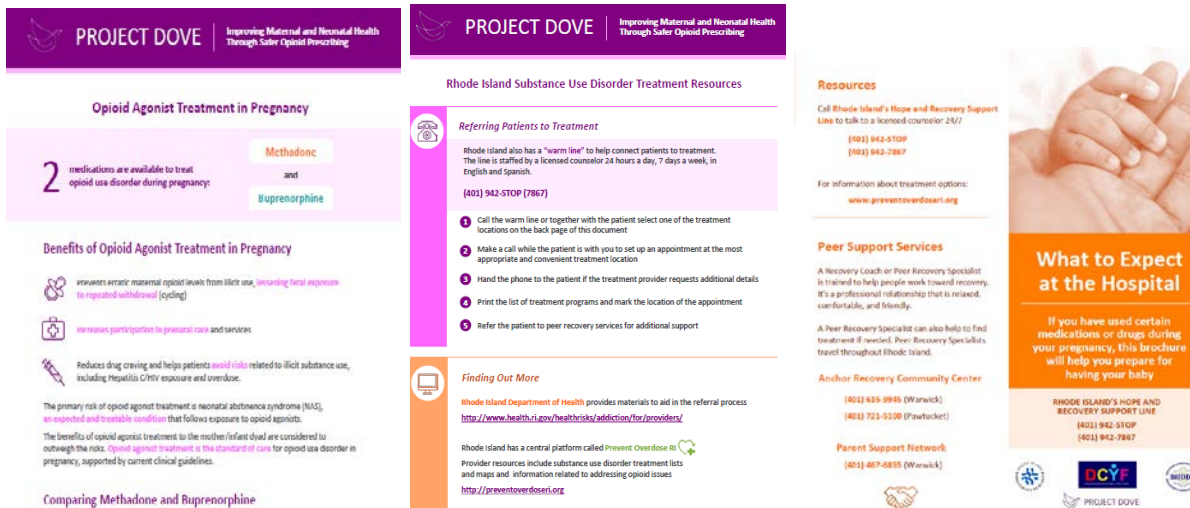 PROJECT DOVE
Improving Maternal and Neonatal Health
Through Safer Opioid Prescribing
Opioid Agonist Treatment in Pregnancy
2
medications are available to treat
opioid use disorder during pregnancy:
Methadone
and
Buprenorphine
Benefits of Opioid Agonist Treatment in Pregnancy
Prevents erratic maternal opioid levels from illicit use, lessening fetal exposure
to repeated withdrawal (cycling)
Increases participation in prenatal care and services
Reduces drug craving and helps patients avoid risks related to illicit substance use,
including Hepatitis C/HIV exposure and overdose.
The primary risk of opioid agonist treatment is neonatal abstinence syndrome (NAS),
an expected and treatable condition that follows exposure to opioid agonists.
The benefits of opioid agonist treatment to the mother/infant dyad are considered to
outweigh the risks. Opioid agonist treatment is the standard of care for opioid use disorder in
pregnancy, supported by current clinical guidelines.
Comparing Methadone and Buprenorphine
PROJECT DOVE
Improving Maternal and Neonatal Health
Through Safer Opioid Prescribing
Rhode Island Substance Use Disorder Treatment Resources
Referring Patients to Treatment
Rhode Island also has a "warm line" to help connect patients to treatment.
The line is staffed by a licensed counselor 24 hours a day, 7 days a week, in
English and Spanish.
(401) 942-STOP (7867)
1 Call the warm line or together with the patient select one of the treatment
locations on the back page of this document
2 Make a call while the patient is with you to set up an appointment at the most
appropriate and convenient treatment location
3 Hand the phone to the patient if the treatment provider requests additional details
4 Print the list of treatment programs and mark the location of the appointment
5 Refer the patient to peer recovery services for additional support
Finding Out More
Rhode Island Department of Health provides materials to aid in the referral process
http://www.health.ri.gov/healthrisks/addiction/for/providers/
Rhode Island has a central platform called Prevent Overdose RI
Provider resources include substance use disorder treatment lists
and maps and information related to addressing opioid issues
http://preventoverdoseri.org
Resources
Call Rhode Island's Hope and Recovery Support
Line to talk to a licensed counselor 24/7
(401) 942-STOP
(401) 942-7867
For information about treatment options:
www.preventoverdoseri.org
Peer Support Services
A Recovery Coach or Peer Recovery Specialist
is trained to help people work toward recovery.
It's a professional relationship that is relaxed,
comfortable, and friendly.
A Peer Recovery Specialist can also help to find
treatment if needed. Peer Recovery Specialists
travel throughout Rhode Island.
Anchor Recovery Community Center
(401) 615-9945 (Warwick)
(401) 721-5100 (Pawtucket)
Parent Support Network
(401) 467-6855 (Warwick)
What to Expect
at the Hospital
If you have used certain
medications or drugs during
your pregnancy, this brochure
will help you prepare for
having your baby
RHODE ISLAND'S HOPE AND
RECOVERY SUPPORT LINE
(401) 942-STOP
(401) 942-7867
DCYF
PROJECT DOVE